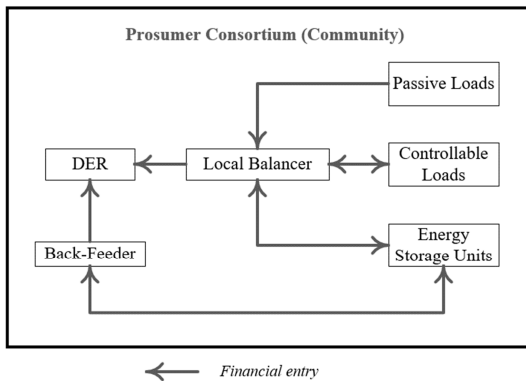 Prosumer Consortium (Community)
Passive Loads
DER
Local Balancer
Controllable
Loads
Back-Feeder
Energy
Storage Units
Financial entry